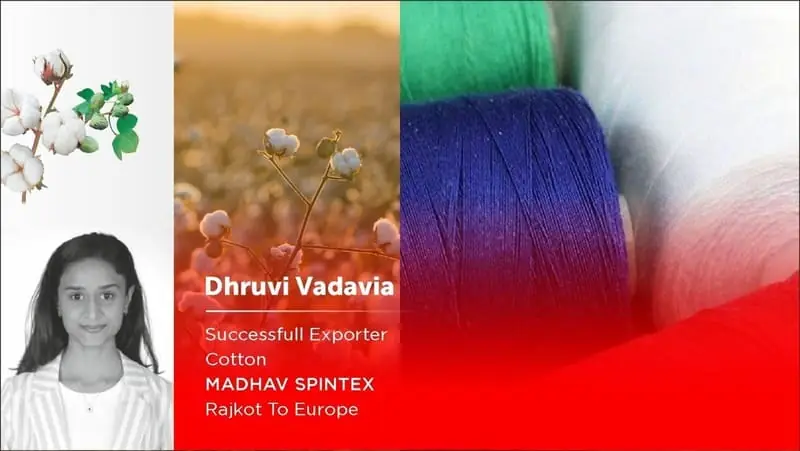 Dhruvi Vadavia
Successfull Exporter
Cotton
MADHAV SPINTEX
Rajkot To Europe